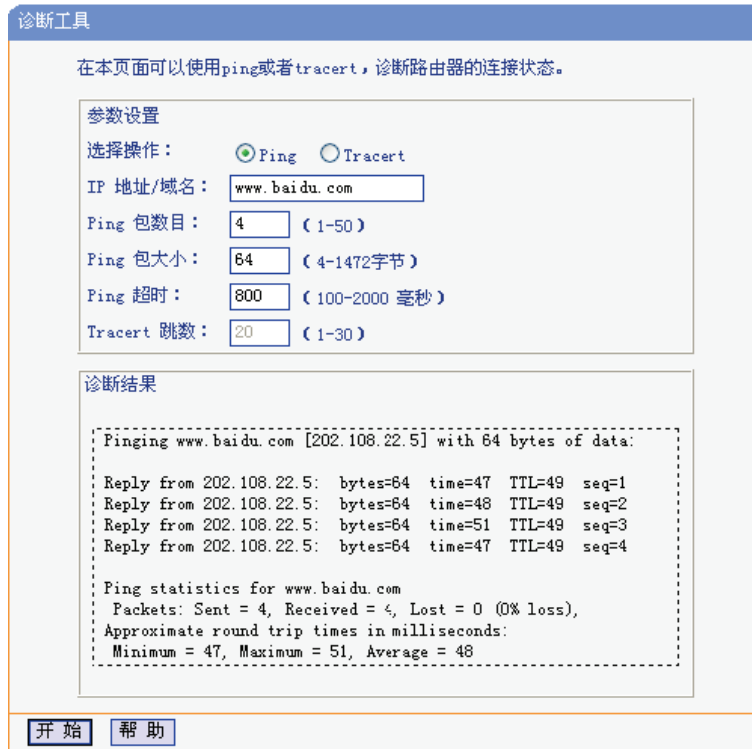 诊断工具
在本页面可以使用ping或者tracert，诊断路由器的连接状态。
参数设置
选择操作： Ping Tracert
IP 地址/域名： www.baidu.com
Ping 包数目： 4 （1-50）
Ping 包大小： 64 （4-1472字节）
Ping 超时： 800 （100-2000 毫秒）
Tracert 跳数： 20 （1-30）
诊断结果
Pinging www.baidu.com [202.108.22.5] with 64 bytes of data:
Reply from 202.108.22.5: bytes=64 time=47 TTL=49 seq=1
Reply from 202.108.22.5: bytes=64 time=48 TTL=49 seq=2
Reply from 202.108.22.5: bytes=64 time=51 TTL=49 seq=3
Reply from 202.108.22.5: bytes=64 time=47 TTL=49 seq=4
Ping statistics for www.baidu.com
Packets: Sent = 4, Received = 4, Lost = 0 (0% loss),
Approximate round trip times in milliseconds:
Minimum = 47, Maximum = 51, Average = 48
开 始 帮 助